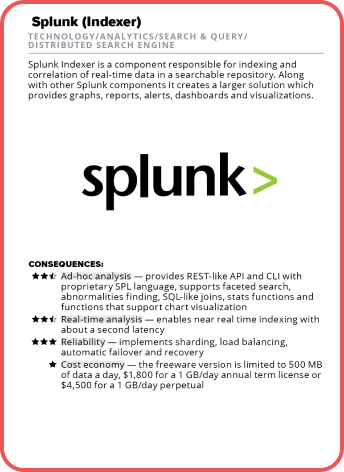 Splunk (Indexer)
TECHNOLOGY/ANALYTICS/SEARCH & QUERY/
DISTRIBUTED SEARCH ENGINE
Splunk Indexer is a component responsible for indexing and
correlation of real-time data in a searchable repository. Along
with other Splunk components it creates a larger solution which
provides graphs, reports, alerts, dashboards and visualizations.
splunk>
CONSEQUENCES:
Ad-hoc analysis — provides REST-like API and CLI with
proprietary SPL language, supports faceted search,
abnormalities finding, SQL-like joins, stats functions and
functions that support chart visualization
Real-time analysis — enables near real time indexing with
about a second latency
Reliability — implements sharding, load balancing,
automatic failover and recovery
Cost economy — the freeware version is limited to 500 MB
of data a day, $1,800 for a 1 GB/day annual term license or
$4,500 for a 1 GB/day perpetual